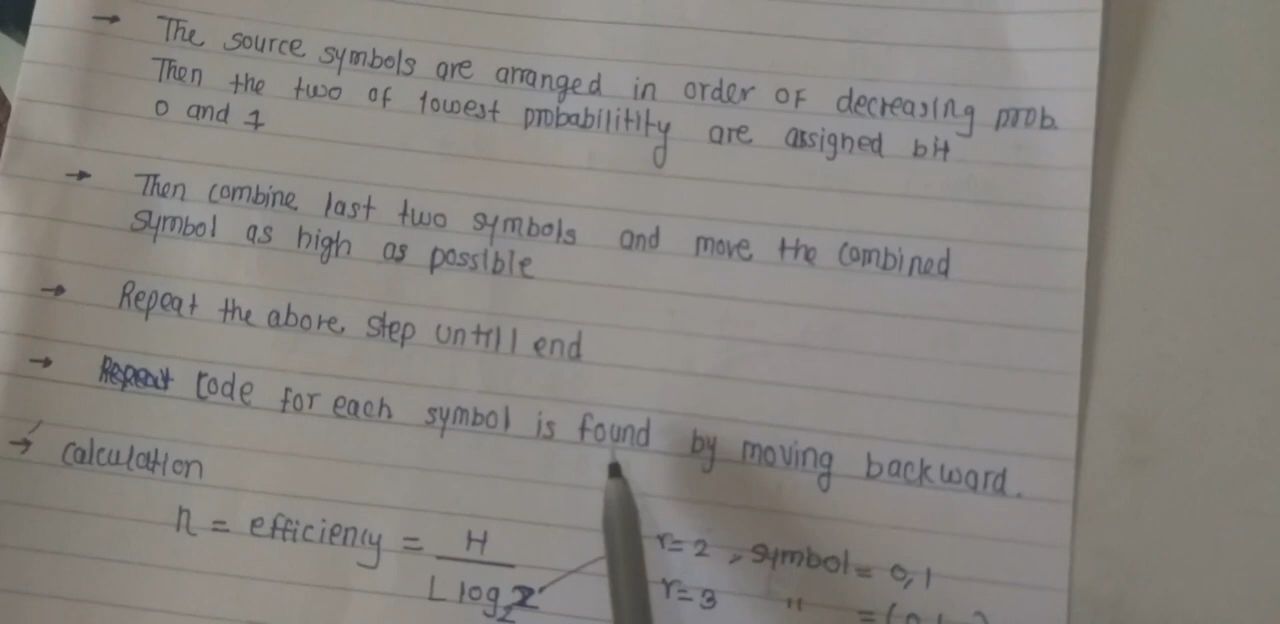 → The source symbols are arranged in order of decreasing prob.
Then the two of lowest probabilitity are assigned bit
0 and 1
→ Then combine last two symbols and move the combined
symbol as high as possible
→ Repeat the above step untill end
→ code for each symbol is found by moving backward.
→ calculation
η = efficiency = H
L log2
r=2, symbol = 0,1
r=3 " = (0,1